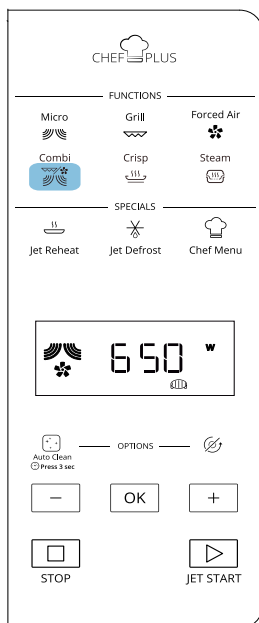 CHEF PLUS
FUNCTIONS
Micro Grill Forced Air
Combi Crisp Steam
SPECIALS
Jet Reheat Jet Defrost Chef Menu
650 W
OPTIONS
Auto Clean
Press 3 sec
− OK +
STOP JET START